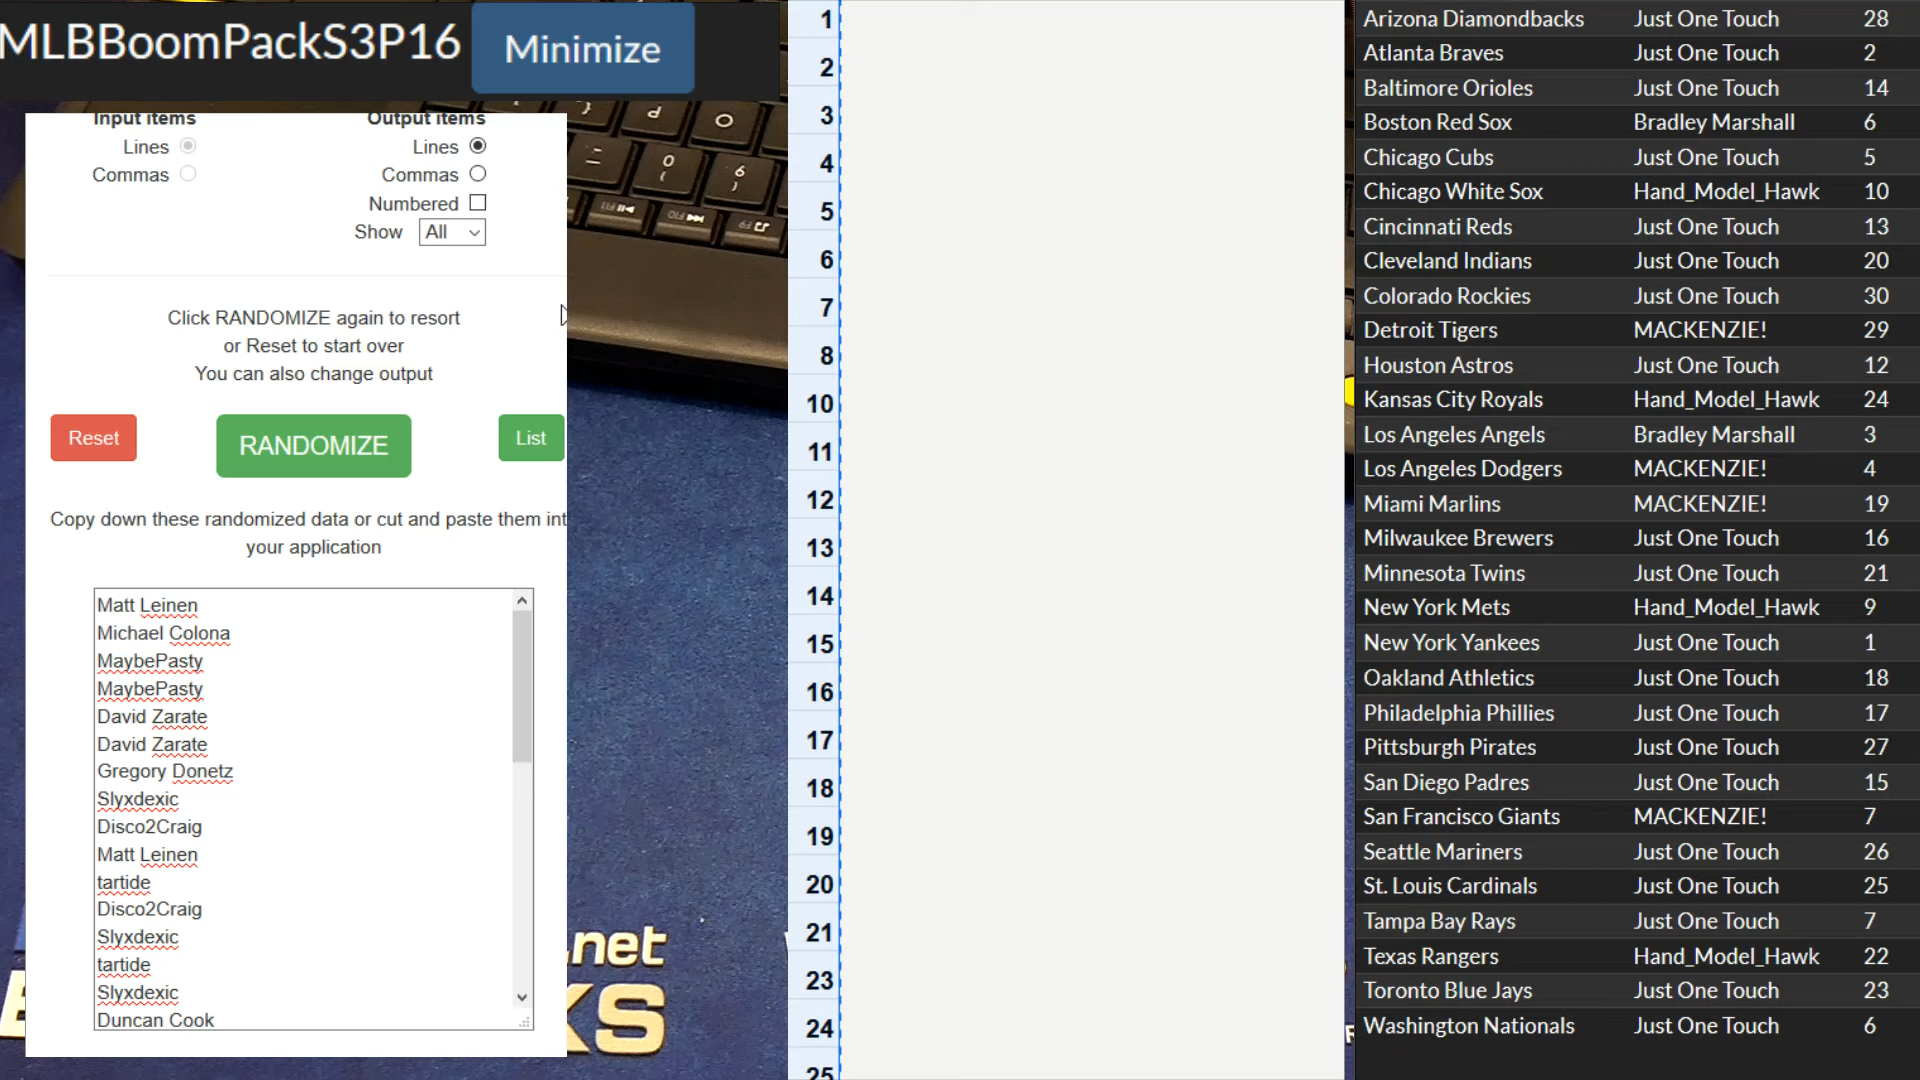 MLBBoomPackS3P16
Minimize
Input items
Output items
Lines
Lines
Commas
Commas
Numbered
Show All
Click RANDOMIZE again to resort
or Reset to start over
You can also change output
Reset
RANDOMIZE
List
Copy down these randomized data or cut and paste them int
your application
Matt Leinen
Michael Colona
MaybePasty
MaybePasty
David Zarate
David Zarate
Gregory Donetz
Slyxdexic
Disco2Craig
Matt Leinen
tartide
Disco2Craig
Slyxdexic
tartide
Slyxdexic
Duncan Cook
.net
KS
1
2
3
4
5
6
7
8
10
11
12
13
14
15
16
17
18
19
20
21
23
24
25
Arizona Diamondbacks Just One Touch 28
Atlanta Braves Just One Touch 2
Baltimore Orioles Just One Touch 14
Boston Red Sox Bradley Marshall 6
Chicago Cubs Just One Touch 5
Chicago White Sox Hand_Model_Hawk 10
Cincinnati Reds Just One Touch 13
Cleveland Indians Just One Touch 20
Colorado Rockies Just One Touch 30
Detroit Tigers MACKENZIE! 29
Houston Astros Just One Touch 12
Kansas City Royals Hand_Model_Hawk 24
Los Angeles Angels Bradley Marshall 3
Los Angeles Dodgers MACKENZIE! 4
Miami Marlins MACKENZIE! 19
Milwaukee Brewers Just One Touch 16
Minnesota Twins Just One Touch 21
New York Mets Hand_Model_Hawk 9
New York Yankees Just One Touch 1
Oakland Athletics Just One Touch 18
Philadelphia Phillies Just One Touch 17
Pittsburgh Pirates Just One Touch 27
San Diego Padres Just One Touch 15
San Francisco Giants MACKENZIE! 7
Seattle Mariners Just One Touch 26
St. Louis Cardinals Just One Touch 25
Tampa Bay Rays Just One Touch 7
Texas Rangers Hand_Model_Hawk 22
Toronto Blue Jays Just One Touch 23
Washington Nationals Just One Touch 6